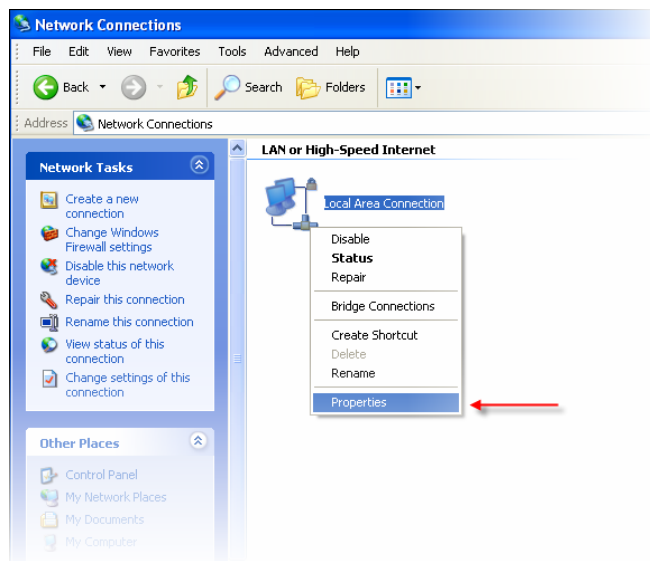 Network Connections
File Edit View Favorites Tools Advanced Help
Back Search Folders
Address Network Connections
Network Tasks
Create a new
connection
Change Windows
Firewall settings
Disable this network
device
Repair this connection
Rename this connection
View status of this
connection
Change settings of this
connection
Other Places
Control Panel
My Network Places
My Documents
My Computer
LAN or High-Speed Internet
Local Area Connection
Disable
Status
Repair
Bridge Connections
Create Shortcut
Delete
Rename
Properties